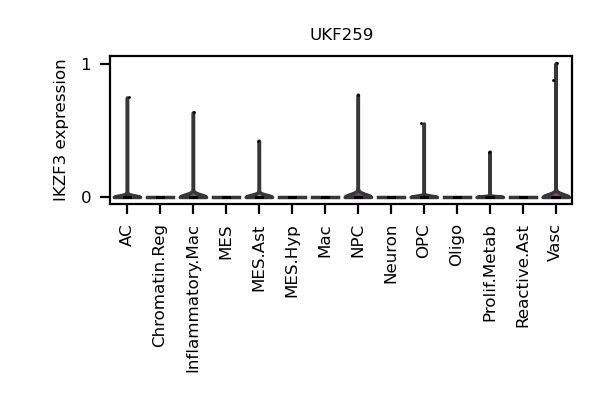 UKF259
IKZF3 expression
1
0
AC
Chromatin.Reg
Inflammatory.Mac
MES
MES.Ast
MES.Hyp
Mac
NPC
Neuron
OPC
Oligo
Prolif.Metab
Reactive.Ast
Vasc